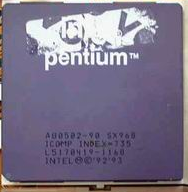 pentium™
A80502-90 SX968
ICOMP INDEX=735
L5170419-1160
INTEL Ⓜ©'92'93